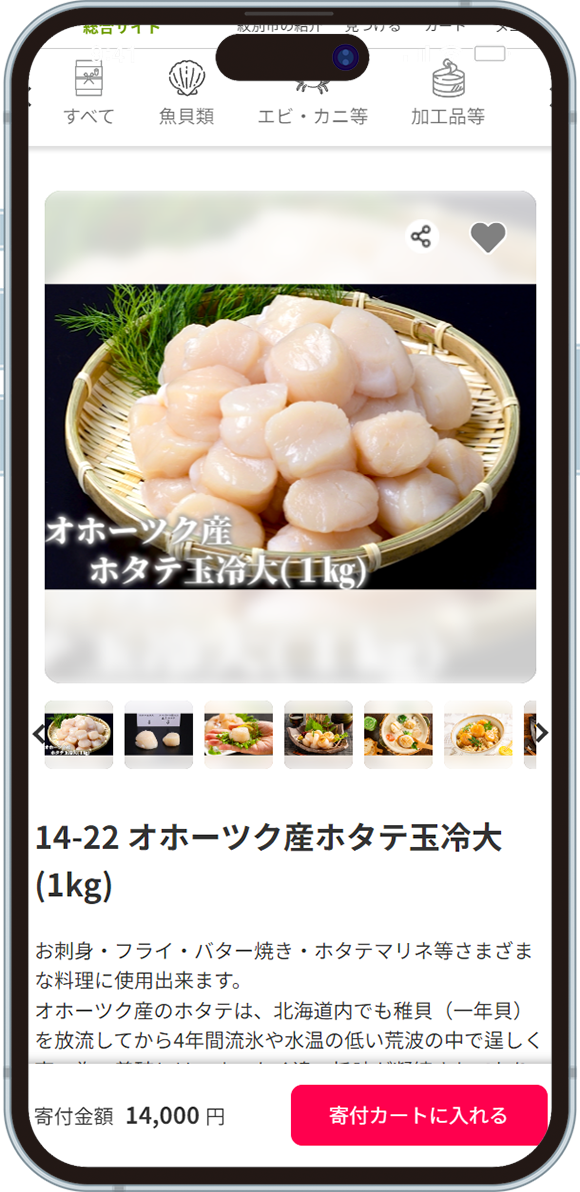 総合サイト
紋別市の紹介 見つける カート
すべて 魚貝類 エビ・カニ等 加工品等
オホーツク産
ホタテ玉冷大(1kg)
14-22 オホーツク産ホタテ玉冷大
(1kg)
お刺身・フライ・バター焼き・ホタテマリネ等さまざま
な料理に使用出来ます。
オホーツク産のホタテは、北海道内でも稚貝（一年貝）
を放流してから4年間流氷や水温の低い荒波の中で逞しく
寄付金額 14,000 円
寄付カートに入れる